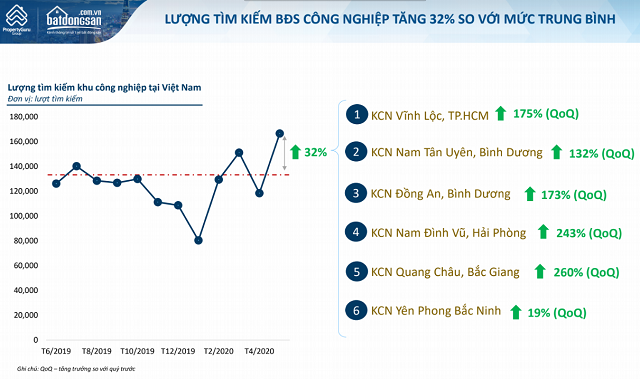 PropertyGuru
Group
batdongsan
.com.vn
LƯỢNG TÌM KIẾM BĐS CÔNG NGHIỆP TĂNG 32% SO VỚI MỨC TRUNG BÌNH
Lượng tìm kiếm khu công nghiệp tại Việt Nam
Đơn vị: lượt tìm kiếm
180,000
160,000
140,000
120,000
100,000
80,000
60,000
40,000
20,000
0
T6/2019 T8/2019 T10/2019 T12/2019 T2/2020 T4/2020
32%
1 KCN Vĩnh Lộc, TP.HCM 175% (QoQ)
2 KCN Nam Tân Uyên, Bình Dương 132% (QoQ)
3 KCN Đồng An, Bình Dương 173% (QoQ)
4 KCN Nam Đình Vũ, Hải Phòng 243% (QoQ)
5 KCN Quang Châu, Bắc Giang 260% (QoQ)
6 KCN Yên Phong Bắc Ninh 19% (QoQ)
Ghi chú: QoQ – tăng trưởng so với quý trước